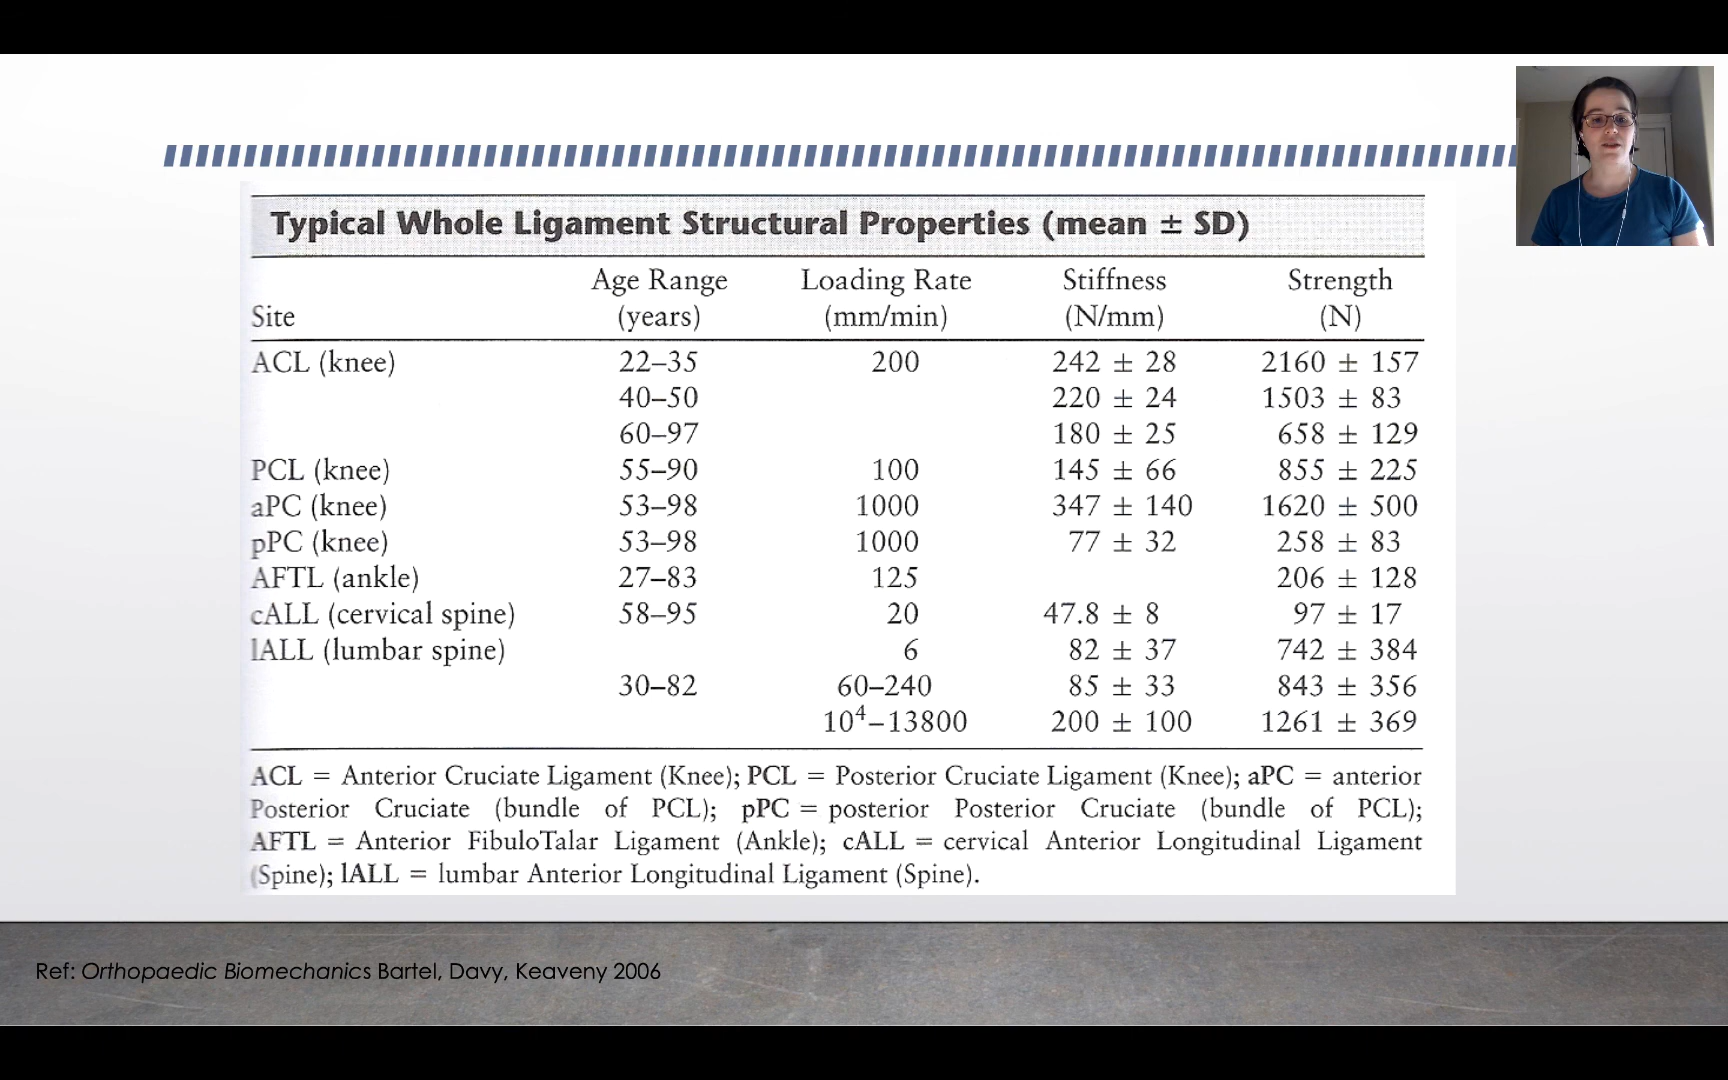 Typical Whole Ligament Structural Properties (mean ± SD)
Age Range Loading Rate Stiffness Strength
Site (years) (mm/min) (N/mm) (N)
ACL (knee) 22–35 200 242 ± 28 2160 ± 157
40–50 220 ± 24 1503 ± 83
60–97 180 ± 25 658 ± 129
PCL (knee) 55–90 100 145 ± 66 855 ± 225
aPC (knee) 53–98 1000 347 ± 140 1620 ± 500
pPC (knee) 53–98 1000 77 ± 32 258 ± 83
AFTL (ankle) 27–83 125 206 ± 128
cALL (cervical spine) 58–95 20 47.8 ± 8 97 ± 17
lALL (lumbar spine) 6 82 ± 37 742 ± 384
30–82 60–240 85 ± 33 843 ± 356
10⁴–13800 200 ± 100 1261 ± 369
ACL = Anterior Cruciate Ligament (Knee); PCL = Posterior Cruciate Ligament (Knee); aPC = anterior
Posterior Cruciate (bundle of PCL); pPC = posterior Posterior Cruciate (bundle of PCL);
AFTL = Anterior FibuloTalar Ligament (Ankle); cALL = cervical Anterior Longitudinal Ligament
(Spine); lALL = lumbar Anterior Longitudinal Ligament (Spine).
Ref: Orthopaedic Biomechanics Bartel, Davy, Keaveny 2006